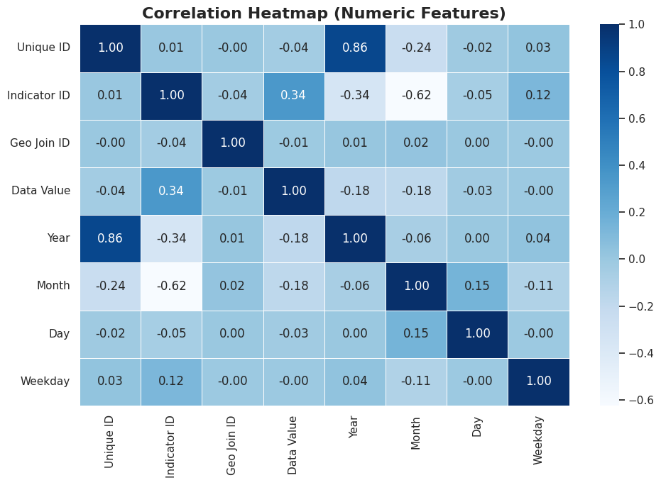 Correlation Heatmap (Numeric Features)
Unique ID 1.00 0.01 -0.00 -0.04 0.86 -0.24 -0.02 0.03
Indicator ID 0.01 1.00 -0.04 0.34 -0.34 -0.62 -0.05 0.12
Geo Join ID -0.00 -0.04 1.00 -0.01 0.01 0.02 0.00 -0.00
Data Value -0.04 0.34 -0.01 1.00 -0.18 -0.18 -0.03 -0.00
Year 0.86 -0.34 0.01 -0.18 1.00 -0.06 0.00 0.04
Month -0.24 -0.62 0.02 -0.18 -0.06 1.00 0.15 -0.11
Day -0.02 -0.05 0.00 -0.03 0.00 0.15 1.00 -0.00
Weekday 0.03 0.12 -0.00 -0.00 0.04 -0.11 -0.00 1.00
Unique ID
Indicator ID
Geo Join ID
Data Value
Year
Month
Day
Weekday
1.0
0.8
0.6
0.4
0.2
0.0
−0.2
−0.4
−0.6